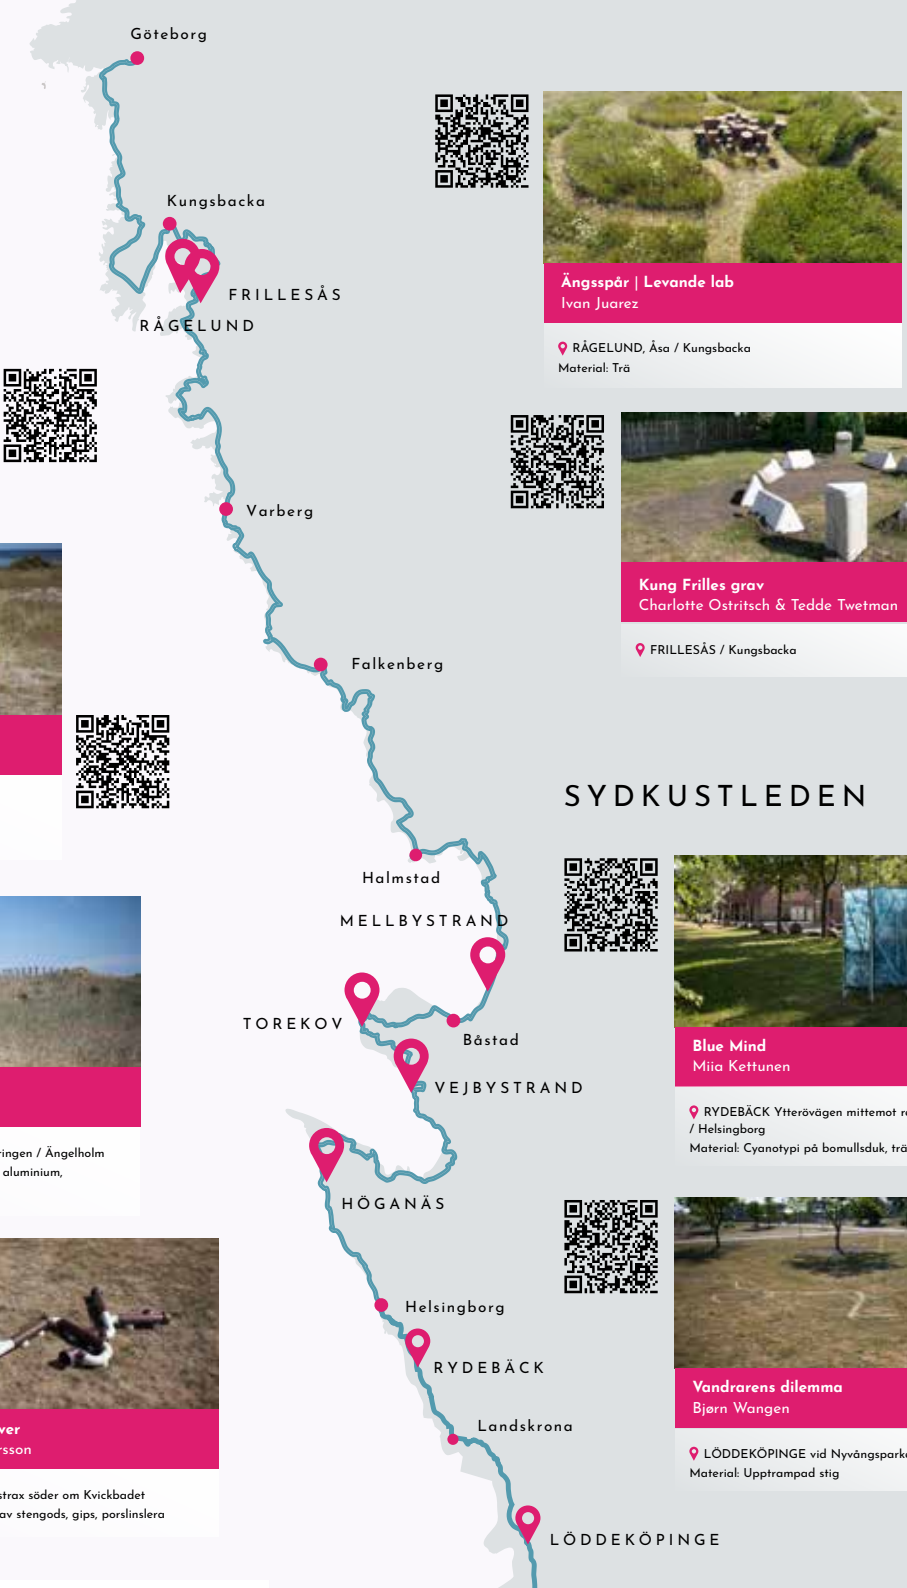 Göteborg
Kungsbacka
FRILLESÅS
RÅGELUND
Varberg
Falkenberg
Halmstad
MELLBYSTRAND
TOREKOV
Båstad
VEJBYSTRAND
HÖGANÄS
Helsingborg
RYDEBÄCK
Landskrona
LÖDDEKÖPINGE
Ängsspår | Levande lab
Ivan Juarez
RÅGELUND, Åsa / Kungsbacka
Material: Trä
Kung Frilles grav
Charlotte Ostritsch & Tedde Twetman
FRILLESÅS / Kungsbacka
SYDKUSTLEDEN
Blue Mind
Miia Kettunen
RYDEBÄCK Ytterövägen mittemot
/ Helsingborg
Material: Cyanotypi på bomullsduk, trä
Vandrarens dilemma
Bjørn Wangen
LÖDDEKÖPINGE vid Nyvångsparke
Material: Upptrampad stig
ringen / Ängelholm
aluminium,
ver
rsson
strax söder om Kvickbadet
av stengods, gips, porslinslera